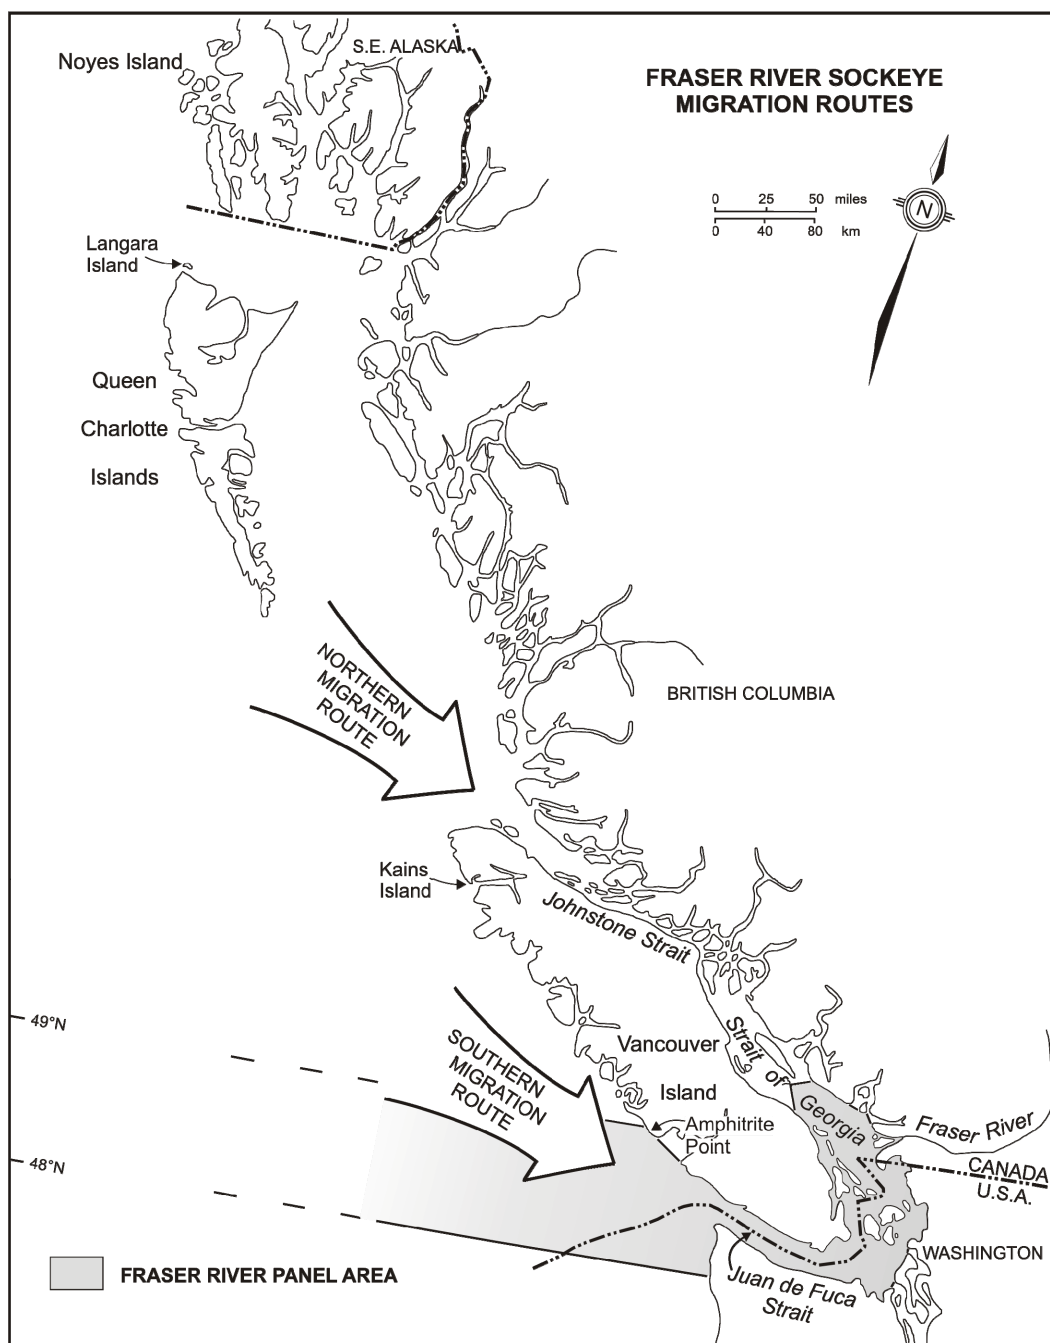 Noyes Island
S.E. ALASKA
FRASER RIVER SOCKEYE
MIGRATION ROUTES
0 25 50 miles
0 40 80 km
N
Langara
Island
Queen
Charlotte
Islands
NORTHERN
MIGRATION
ROUTE
BRITISH COLUMBIA
Kains
Island
Johnstone Strait
49°N
SOUTHERN
MIGRATION
ROUTE
Vancouver
Island
Strait of
Georgia
Amphitrite
Point
Fraser River
48°N
CANADA
U.S.A.
WASHINGTON
Juan de Fuca
Strait
FRASER RIVER PANEL AREA